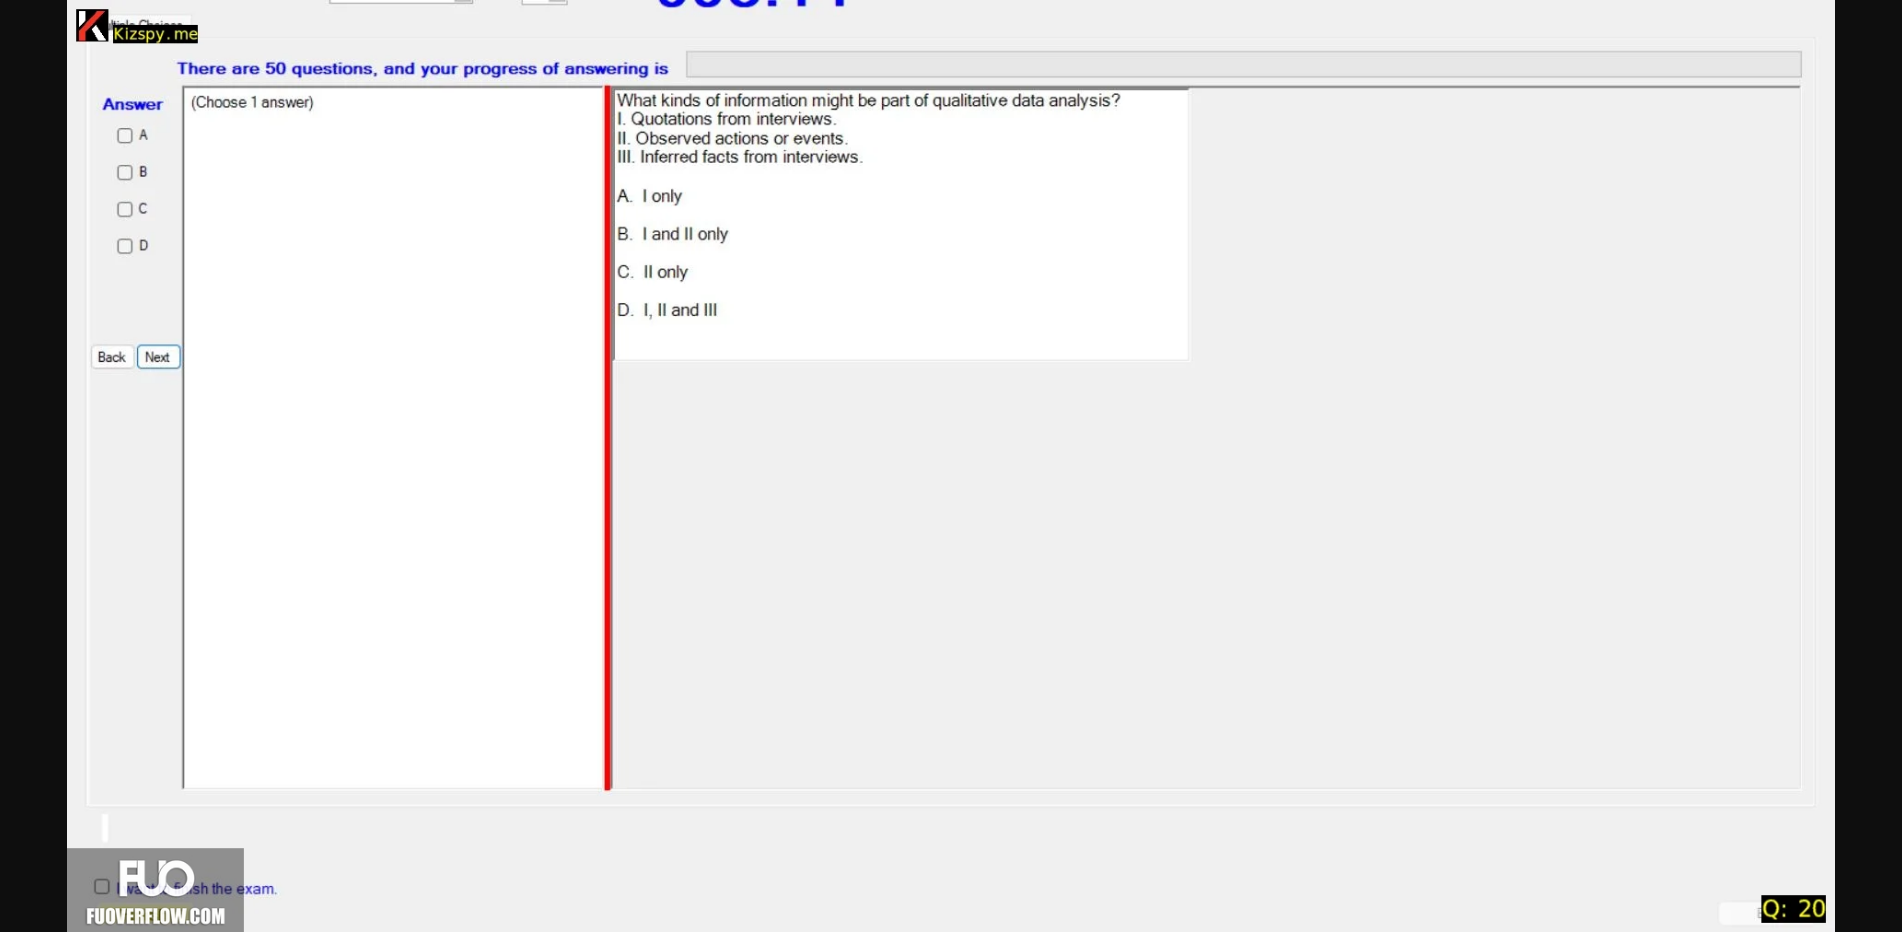 Kizspy.me
There are 50 questions, and your progress of answering is
Answer
(Choose 1 answer)
A
B
C
D
Back
Next
What kinds of information might be part of qualitative data analysis?
I. Quotations from interviews.
II. Observed actions or events.
III. Inferred facts from interviews.
A. I only
B. I and II only
C. II only
D. I, II and III
FUO
the exam.
FUOVERFLOW.COM
Q: 20